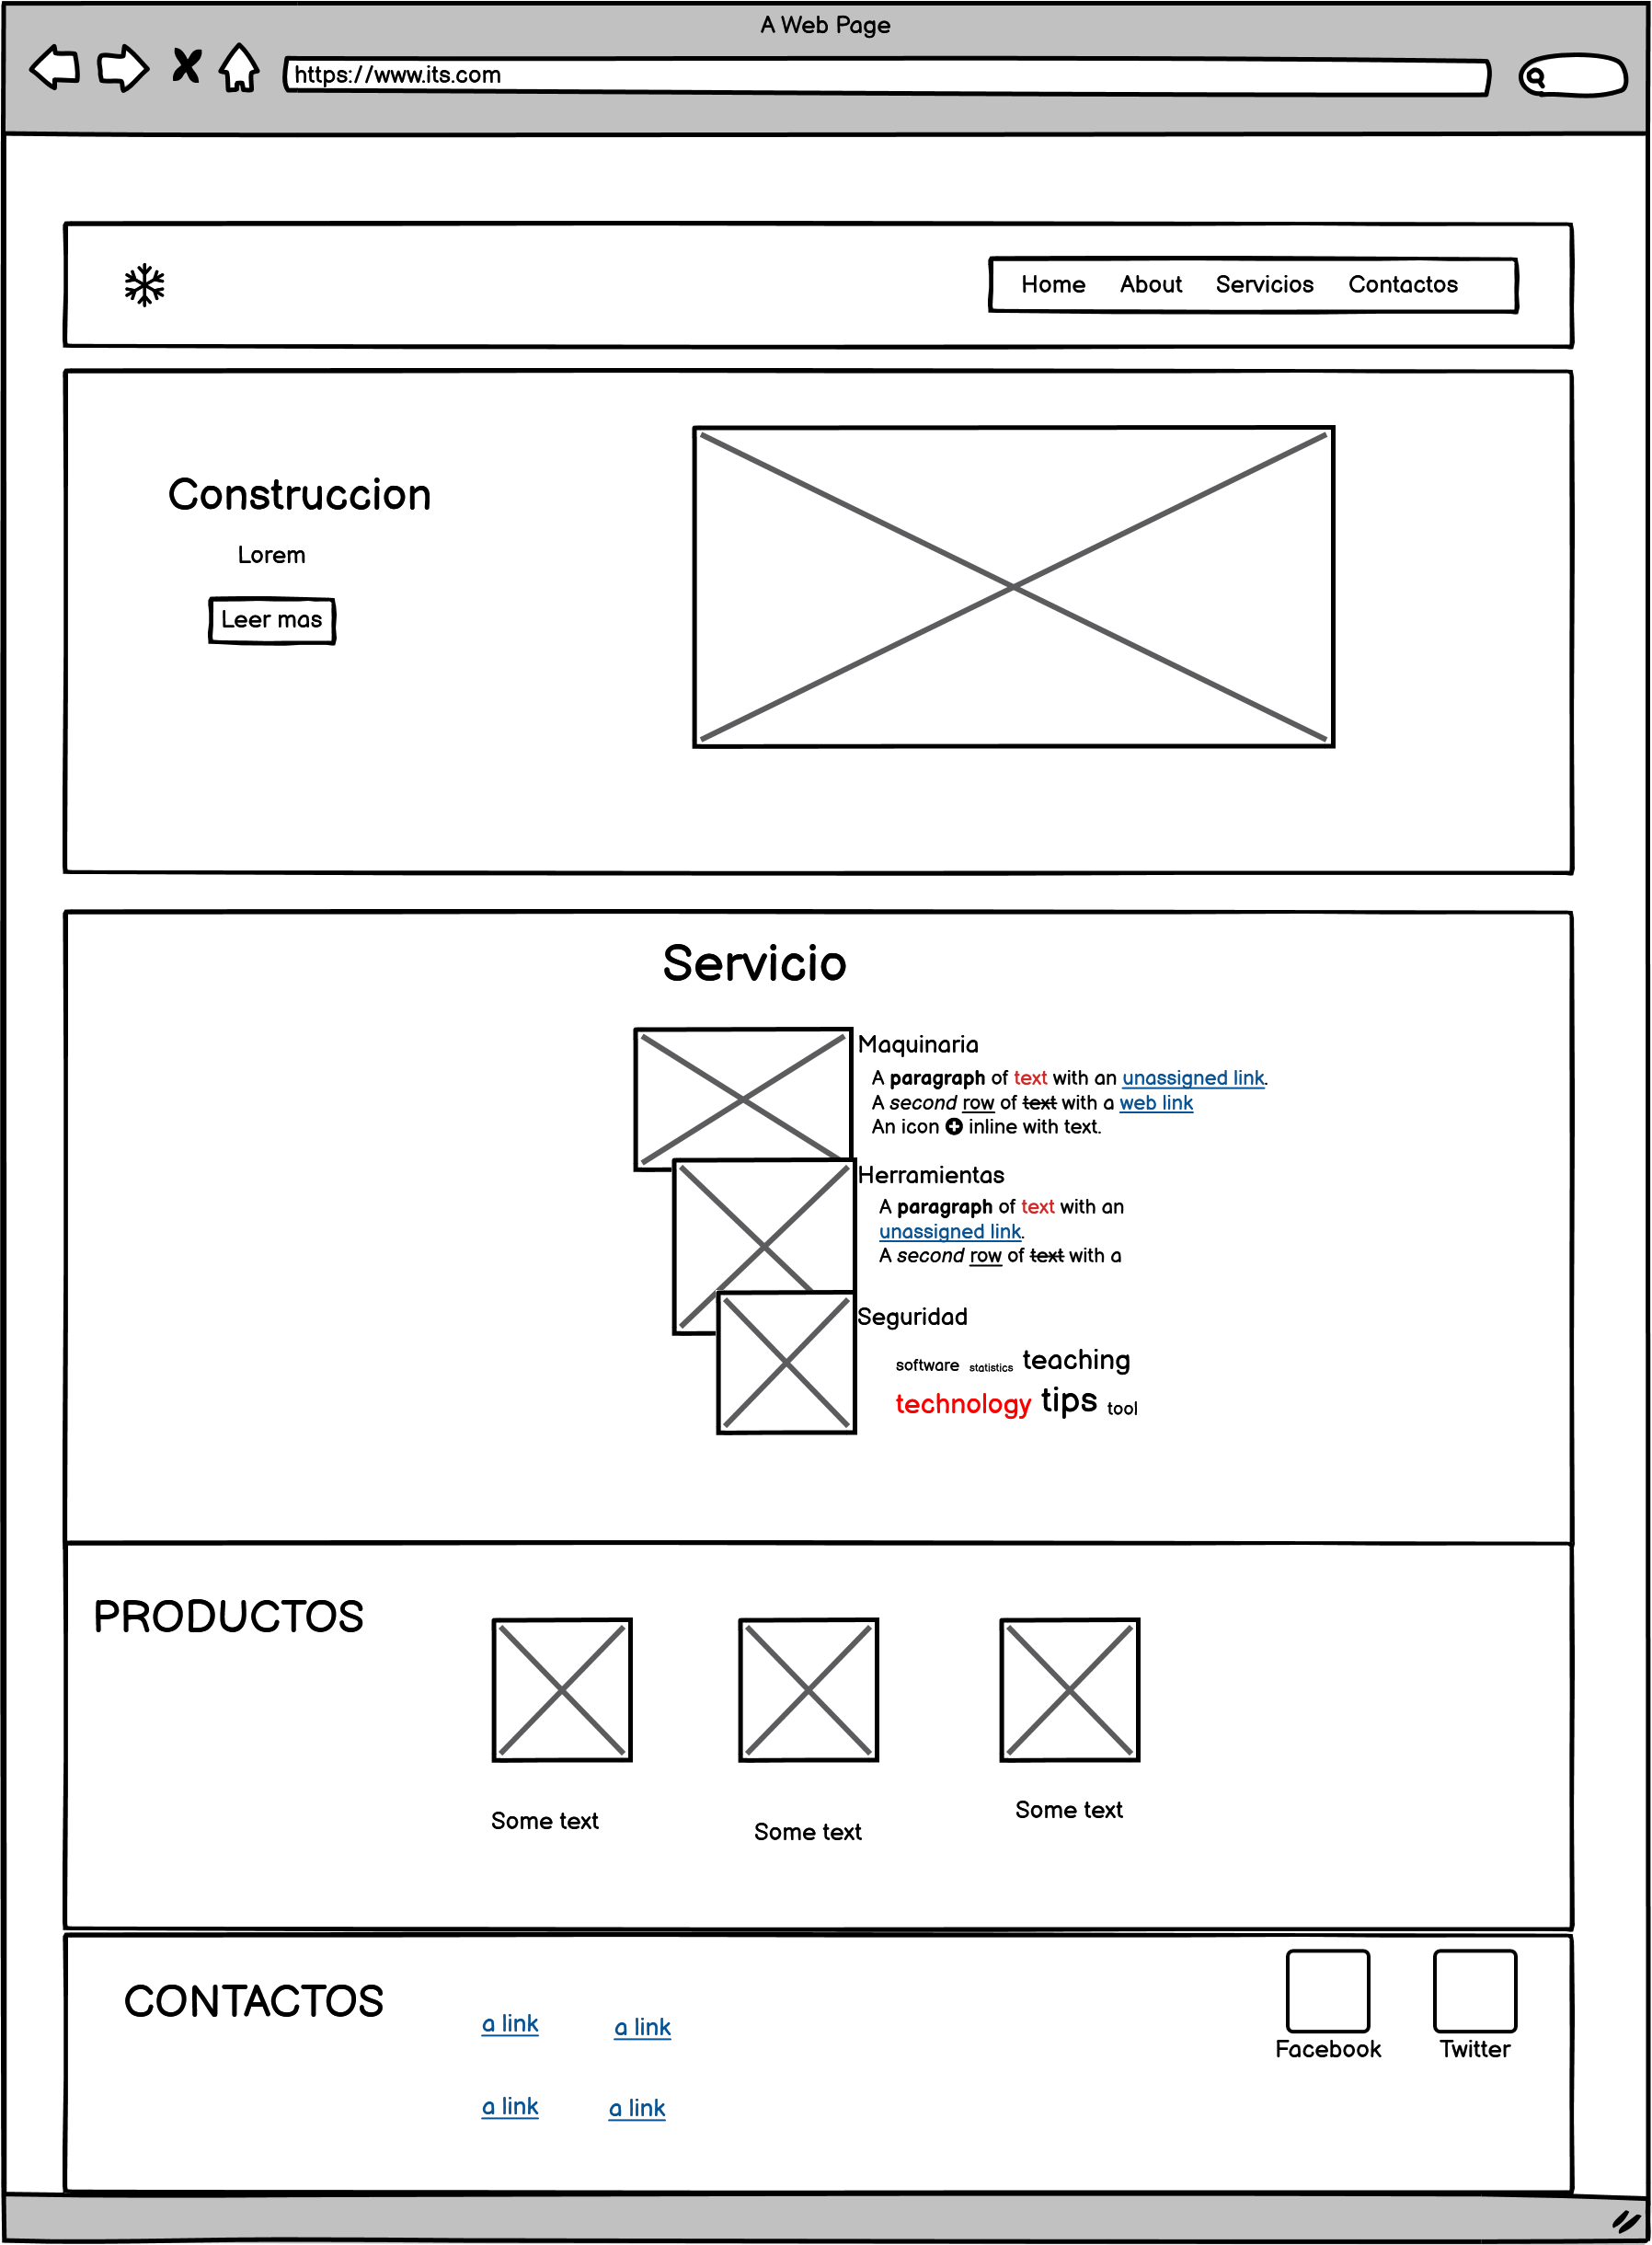 A Web Page
https://www.its.com
Home About Servicios Contactos
Construccion
Lorem
Leer mas
Servicio
Maquinaria
A paragraph of text with an unassigned link.
A second row of text with a web link
An icon inline with text.
Herramientas
A paragraph of text with an
unassigned link.
A second row of text with a
Seguridad
software statistics teaching
technology tips tool
PRODUCTOS
Some text
Some text
Some text
CONTACTOS
a link a link
a link a link
Facebook Twitter